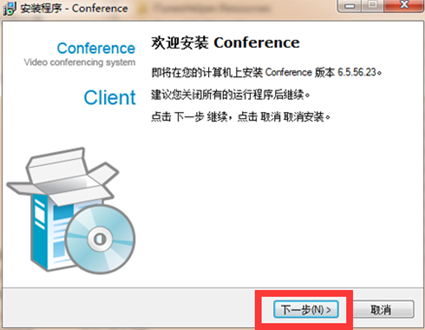 安装程序 - Conference
Conference
Video conferencing system
Client
欢迎安装 Conference
即将在您的计算机上安装 Conference 版本 6.5.56.23。
建议您关闭所有的运行程序后继续。
点击 下一步 继续，点击 取消 取消安装。
下一步(N) >
取消